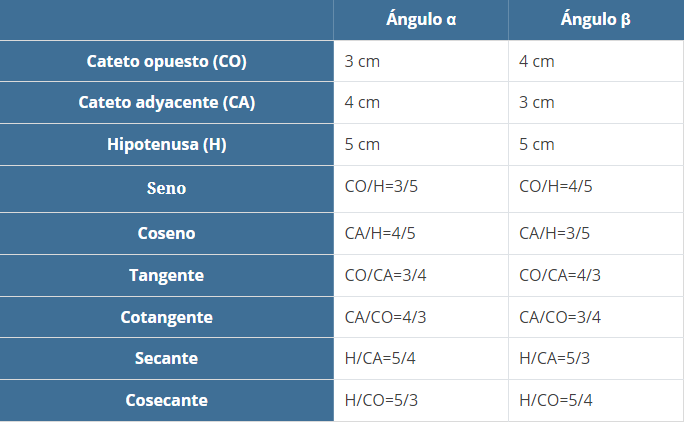 Ángulo α Ángulo β
Cateto opuesto (CO) 3 cm 4 cm
Cateto adyacente (CA) 4 cm 3 cm
Hipotenusa (H) 5 cm 5 cm
Seno CO/H=3/5 CO/H=4/5
Coseno CA/H=4/5 CA/H=3/5
Tangente CO/CA=3/4 CO/CA=4/3
Cotangente CA/CO=4/3 CA/CO=3/4
Secante H/CA=5/4 H/CA=5/3
Cosecante H/CO=5/3 H/CO=5/4